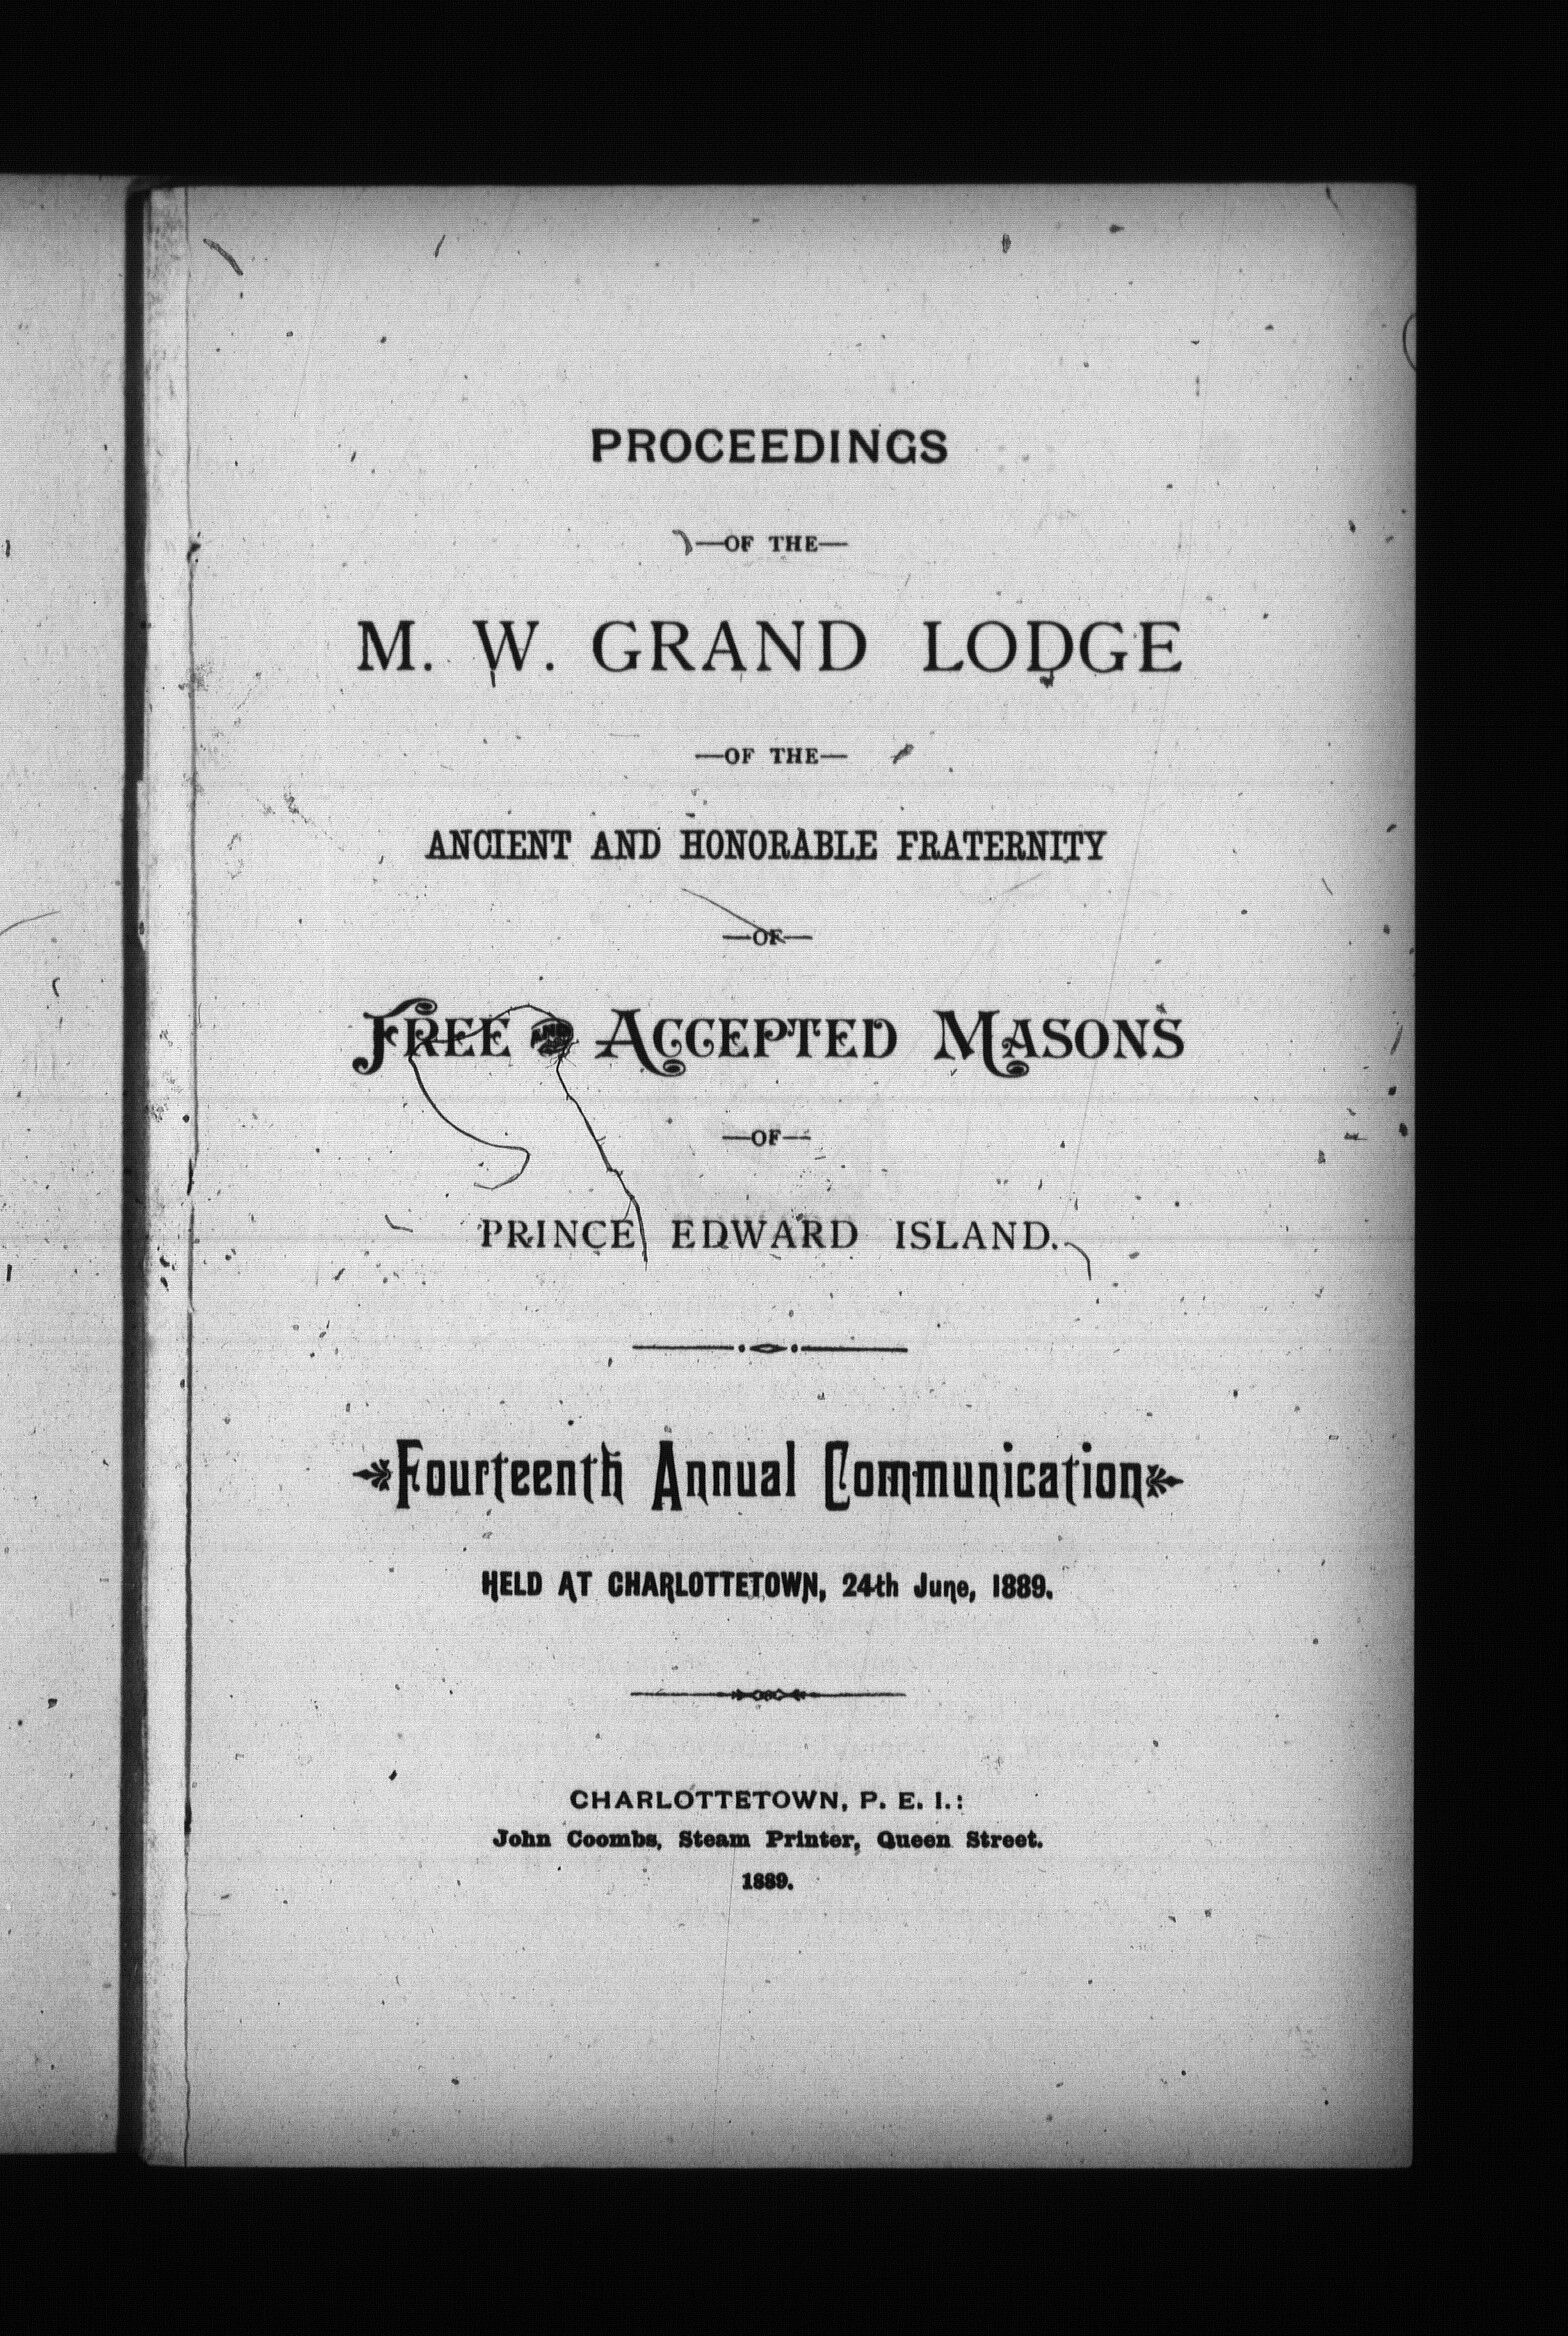 PROCEEDINGS
—OF THE—
M. W. GRAND LODGE
—OF THE—
ANCIENT AND HONORABLE FRATERNITY
—OF—
FREE AND ACCEPTED MASONS
—OF—
PRINCE EDWARD ISLAND.
Fourteenth Annual Communication
HELD AT CHARLOTTETOWN, 24th June, 1889.
CHARLOTTETOWN, P. E. I.:
John Coombs, Steam Printer, Queen Street.
1889.